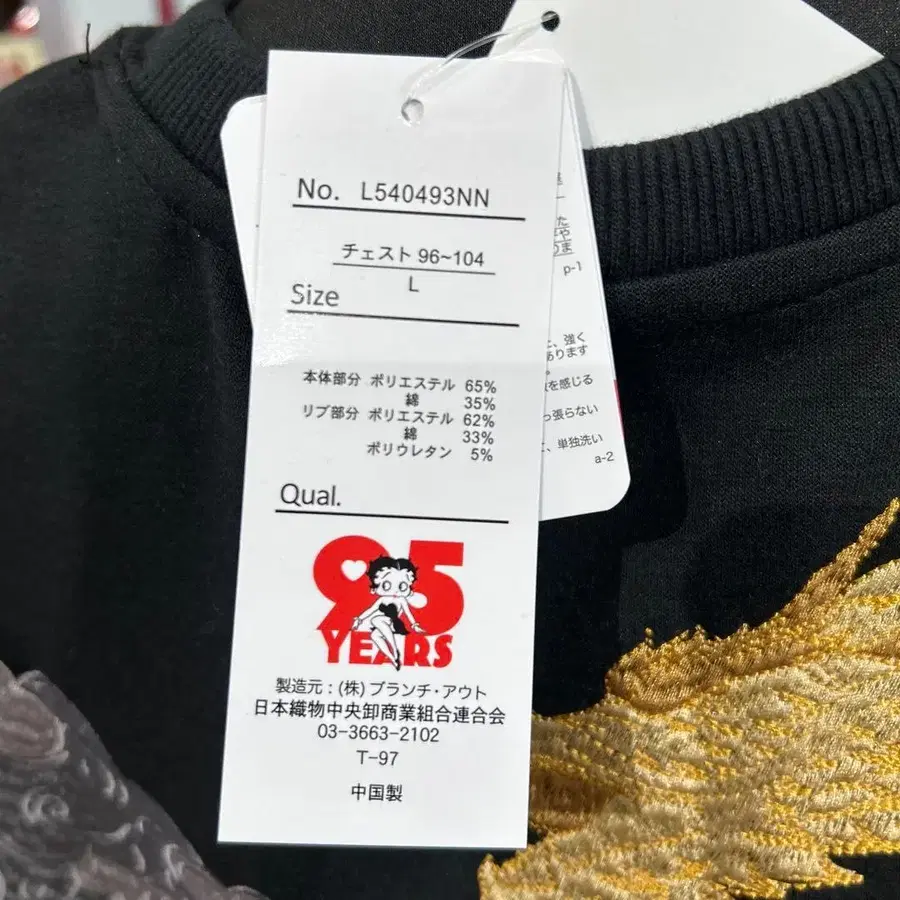 No. L540493NN
チェスト 96~104
L
Size
本体部分 ポリエステル 65%
綿 35%
リブ部分 ポリエステル 62%
綿 33%
ポリウレタン 5%
Qual.
95
YEARS
製造元:(株)ブランチ・アウト
日本織物中央卸商業組合連合会
03-3663-2102
T-97
中国製
た
や
ま
p-1
、強く
あります
を感じる
っ張らない
、単独洗い
a-2